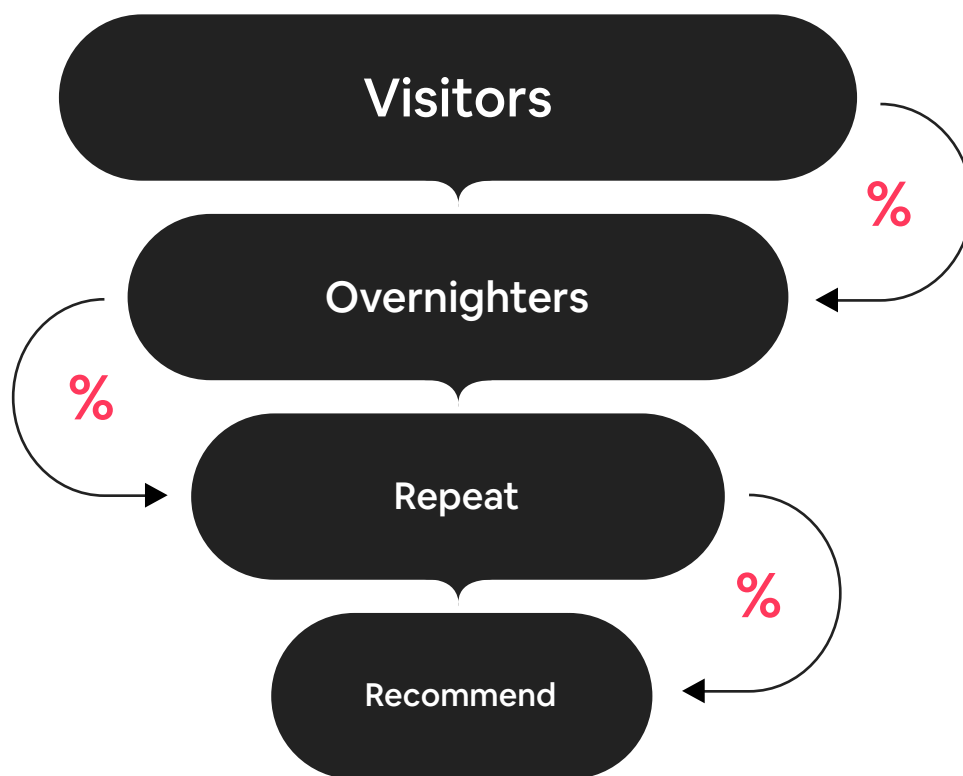 Visitors
%
Overnighters
%
Repeat
%
Recommend